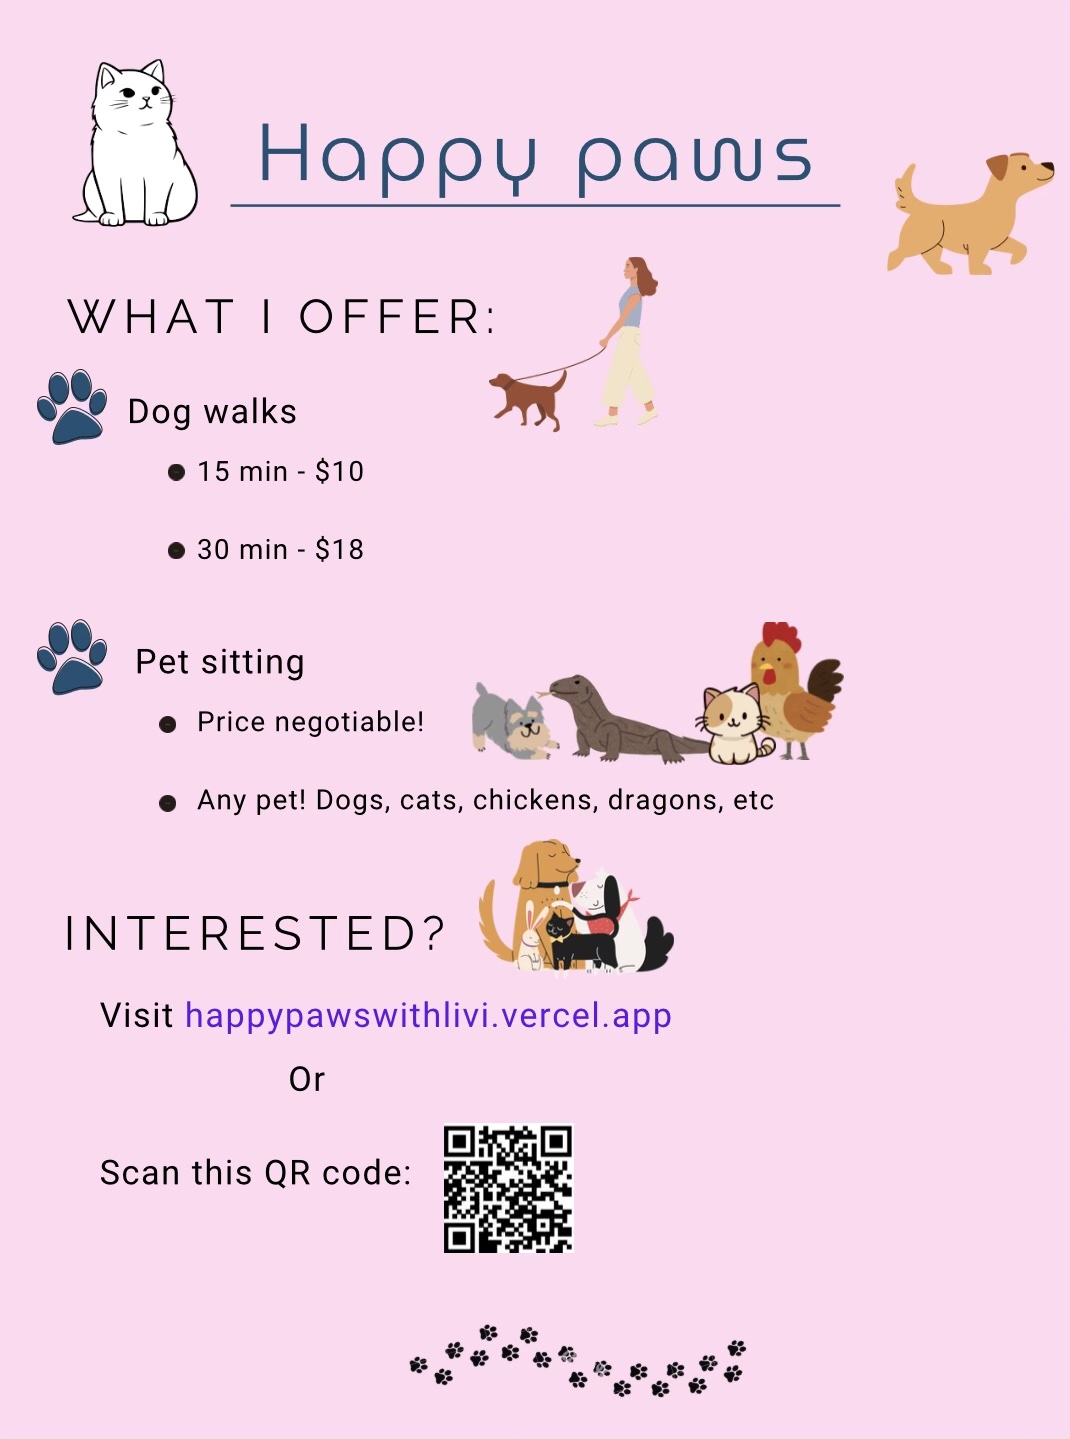 Happy paws
WHAT I OFFER:
Dog walks
15 min - $10
30 min - $18
Pet sitting
Price negotiable!
Any pet! Dogs, cats, chickens, dragons, etc
INTERESTED?
Visit happypawswithlivi.vercel.app
Or
Scan this QR code: